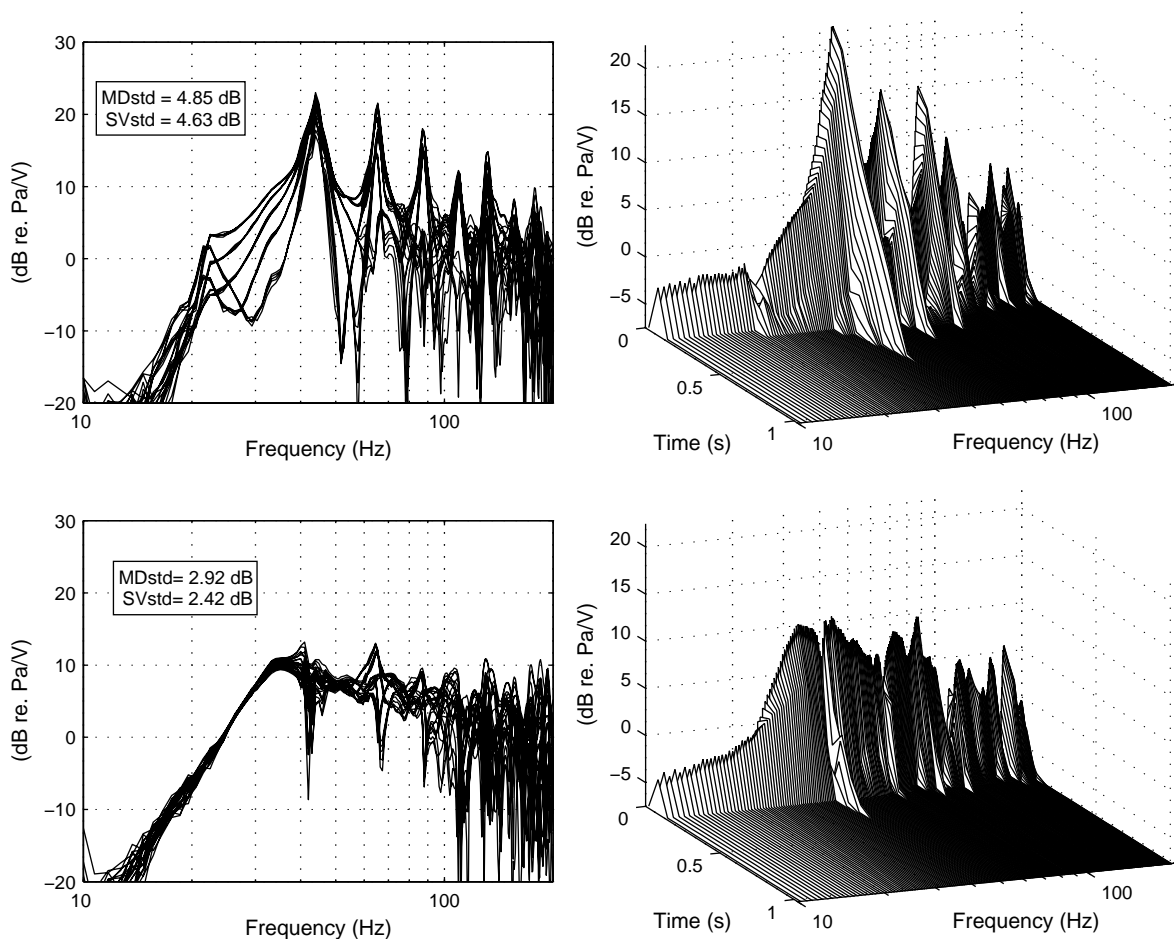 30
20
10
0
−10
−20
10
100
(dB re. Pa/V)
Frequency (Hz)
MDstd = 4.85 dB
SVstd = 4.63 dB
20
15
10
5
0
−5
(dB re. Pa/V)
0
0.5
1
Time (s)
10
100
Frequency (Hz)
30
20
10
0
−10
−20
10
100
(dB re. Pa/V)
Frequency (Hz)
MDstd= 2.92 dB
SVstd= 2.42 dB
20
15
10
5
0
−5
(dB re. Pa/V)
0
0.5
1
Time (s)
10
100
Frequency (Hz)